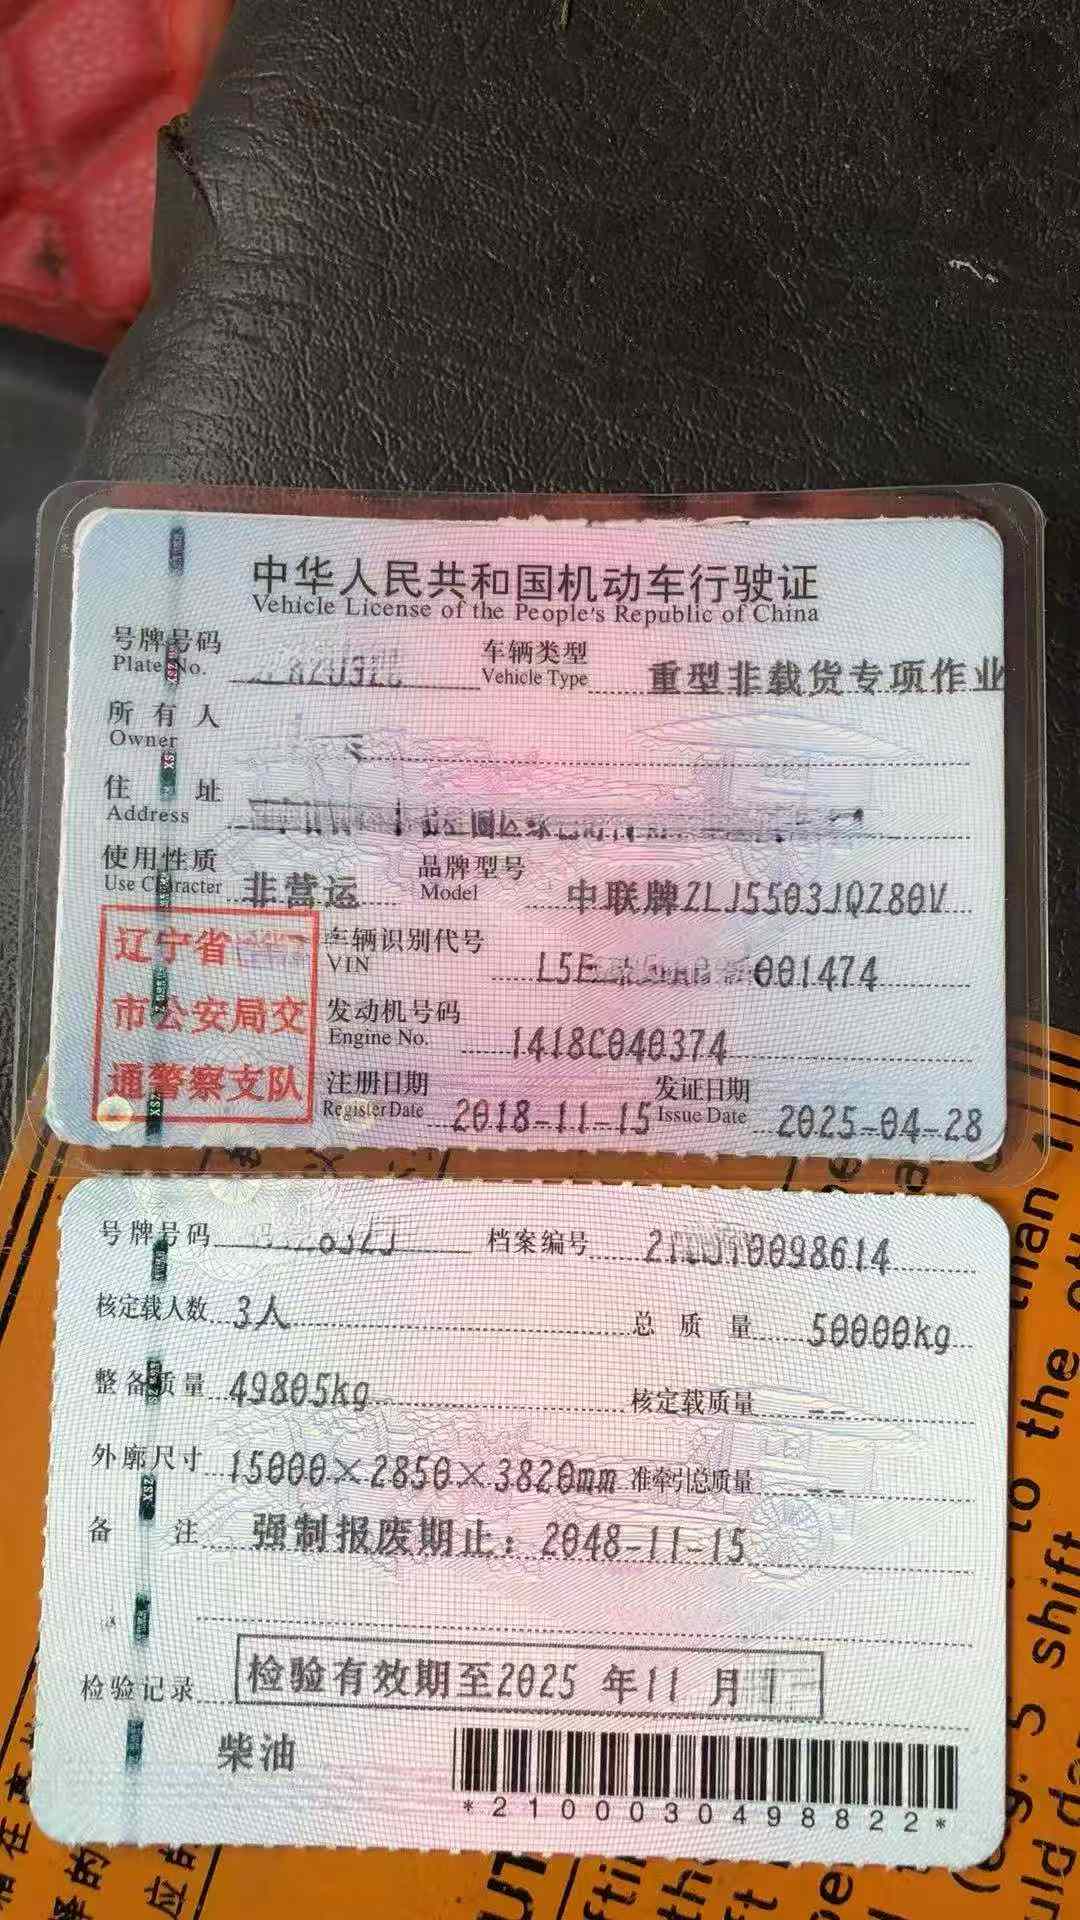 中华人民共和国机动车行驶证
Vehicle License of the People's Republic of China
号牌号码
Plate No.
车辆类型 重型非载货专项作业
Vehicle Type
所有人
Owner
住址
Address
使用性质 非营运
Use Character
品牌型号 中联牌ZLJ5503JQZ80V
Model
辽宁省
市公安局交
通警察支队
车辆识别代号 001474
VIN
发动机号码 1418C040374
Engine No.
注册日期 2018-11-15
Register Date
发证日期 2025-04-28
Issue Date
号牌号码
档案编号 0098614
核定载人数 3人
总质量 50000kg
整备质量 49805kg
核定载质量 --
外廓尺寸 15000×2850×3820mm
准牵引总质量 --
备注 强制报废期止：2048-11-15
检验记录 检验有效期至2025 年11 月
柴油
*2100030498822*